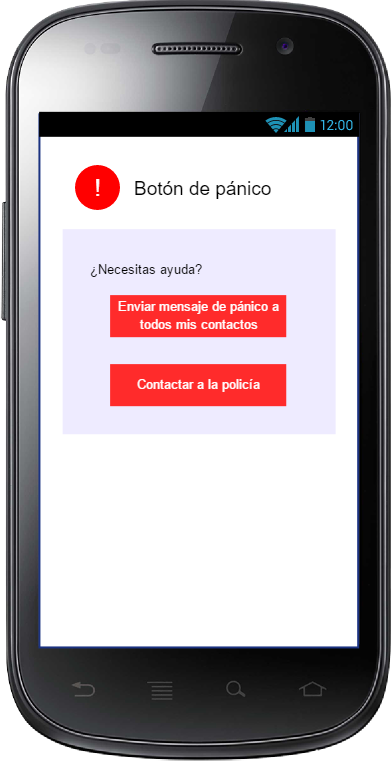 12:00
!
Botón de pánico
¿Necesitas ayuda?
Enviar mensaje de pánico a
todos mis contactos
Contactar a la policía